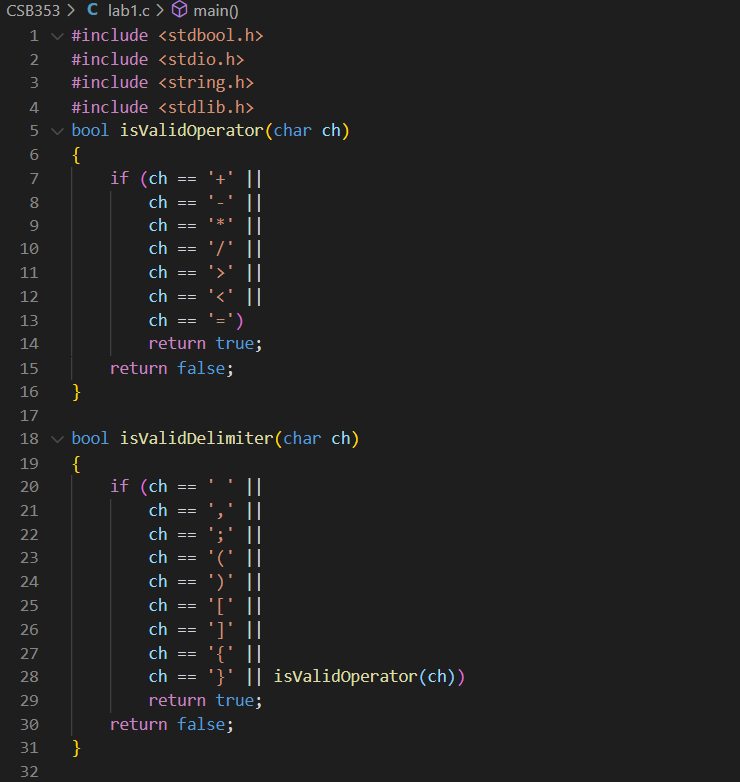 CSB353 > C lab1.c > main()
1 #include <stdbool.h>
2 #include <stdio.h>
3 #include <string.h>
4 #include <stdlib.h>
5 bool isValidOperator(char ch)
6 {
7     if (ch == '+' ||
8         ch == '-' ||
9         ch == '*' ||
10         ch == '/' ||
11         ch == '>' ||
12         ch == '<' ||
13         ch == '=')
14         return true;
15     return false;
16 }
17
18 bool isValidDelimiter(char ch)
19 {
20     if (ch == ' ' ||
21         ch == ',' ||
22         ch == ';' ||
23         ch == '(' ||
24         ch == ')' ||
25         ch == '[' ||
26         ch == ']' ||
27         ch == '{' ||
28         ch == '}' || isValidOperator(ch))
29         return true;
30     return false;
31 }
32